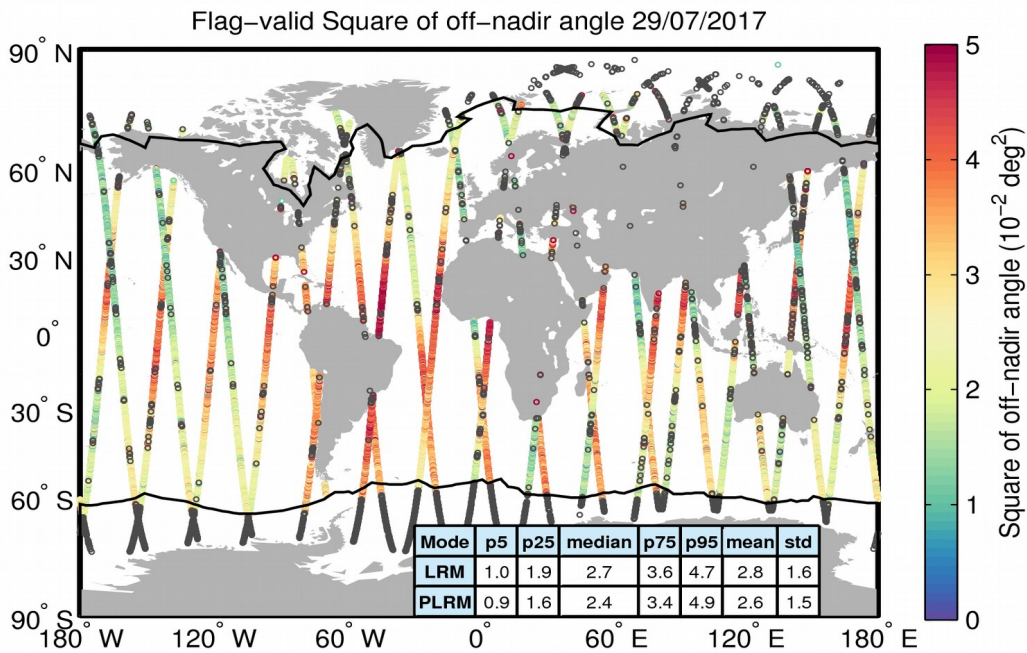 Flag−valid Square of off−nadir angle 29/07/2017
90° N
60° N
30° N
0°
30° S
60° S
90° S
180° W
120° W
60° W
0°
60° E
120° E
180° E
Mode p5 p25 median p75 p95 mean std
LRM 1.0 1.9 2.7 3.6 4.7 2.8 1.6
PLRM 0.9 1.6 2.4 3.4 4.9 2.6 1.5
5
4
3
2
1
0
Square of off−nadir angle (10⁻² deg²)